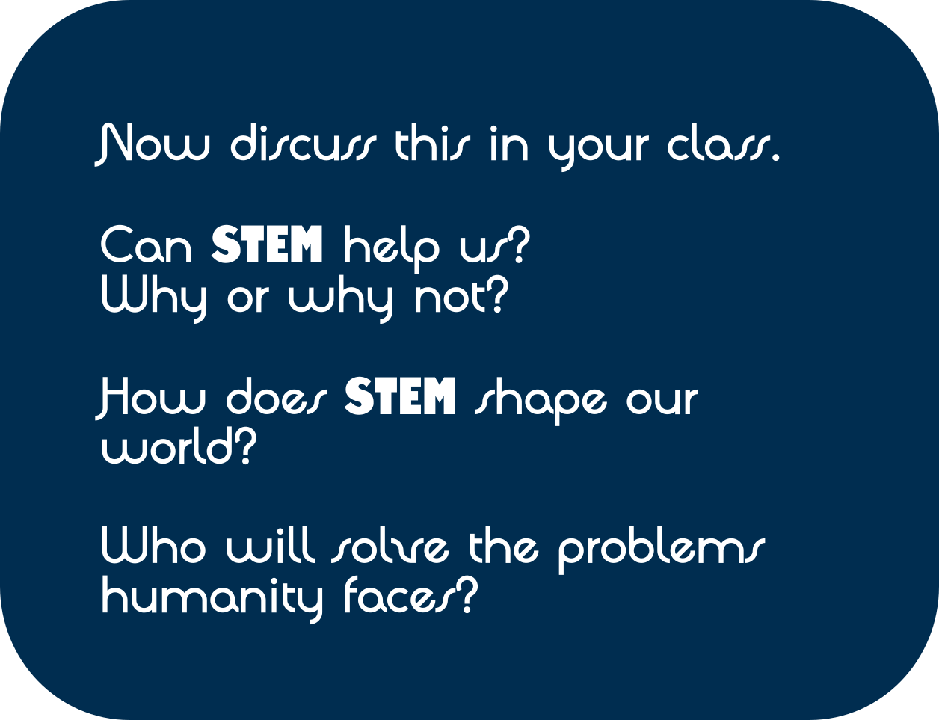 Now discuss this in your class.
Can STEM help us?
Why or why not?
How does STEM shape our
world?
Who will solve the problems
humanity faces?